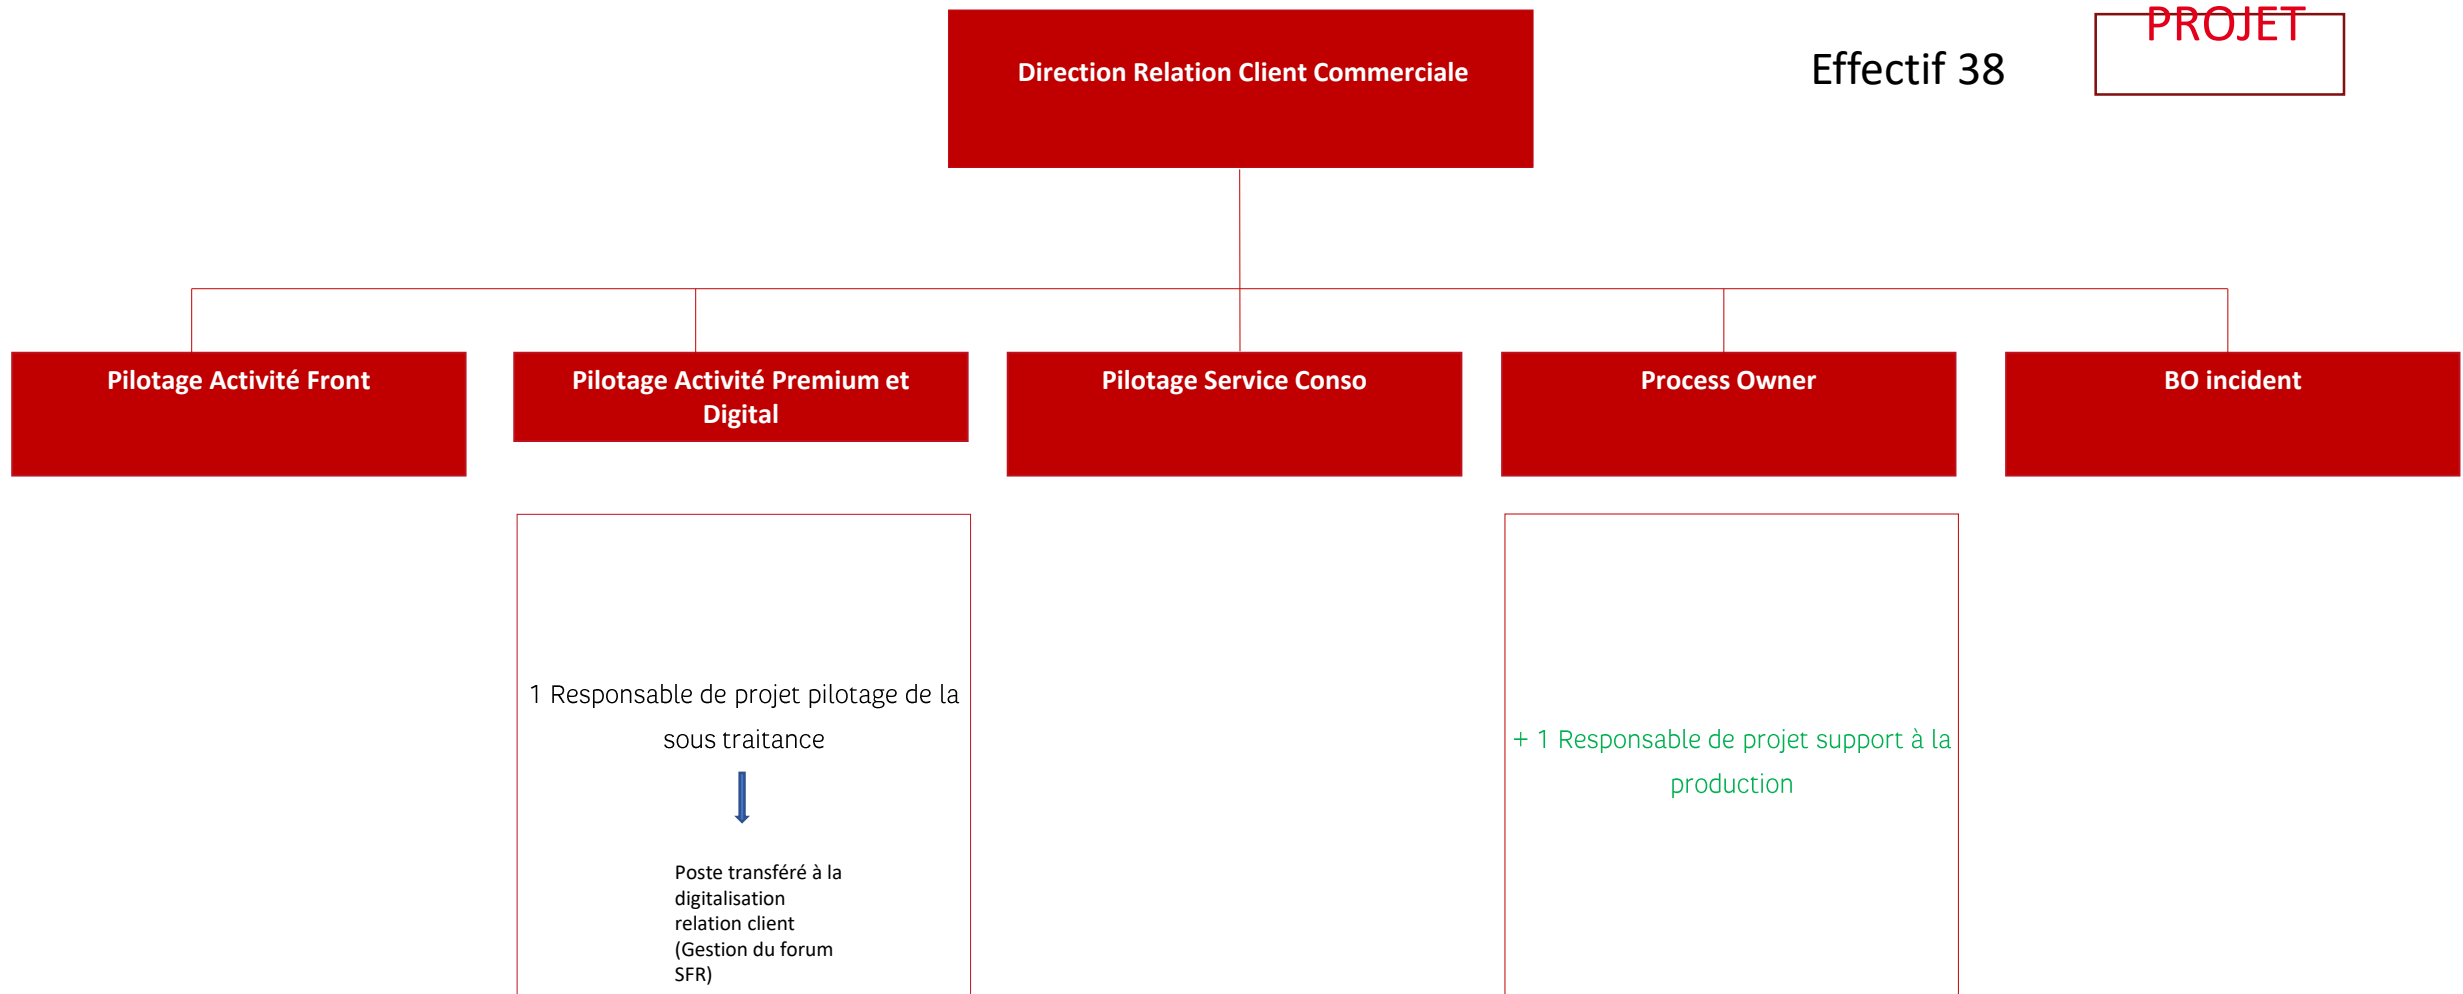 PROJET
Direction Relation Client Commerciale
Effectif 38
Pilotage Activité Front
Pilotage Activité Premium et
Digital
Pilotage Service Conso
Process Owner
BO incident
1 Responsable de projet pilotage de la
sous traitance
Poste transféré à la
digitalisation
relation client
(Gestion du forum
SFR)
+ 1 Responsable de projet support à la
production